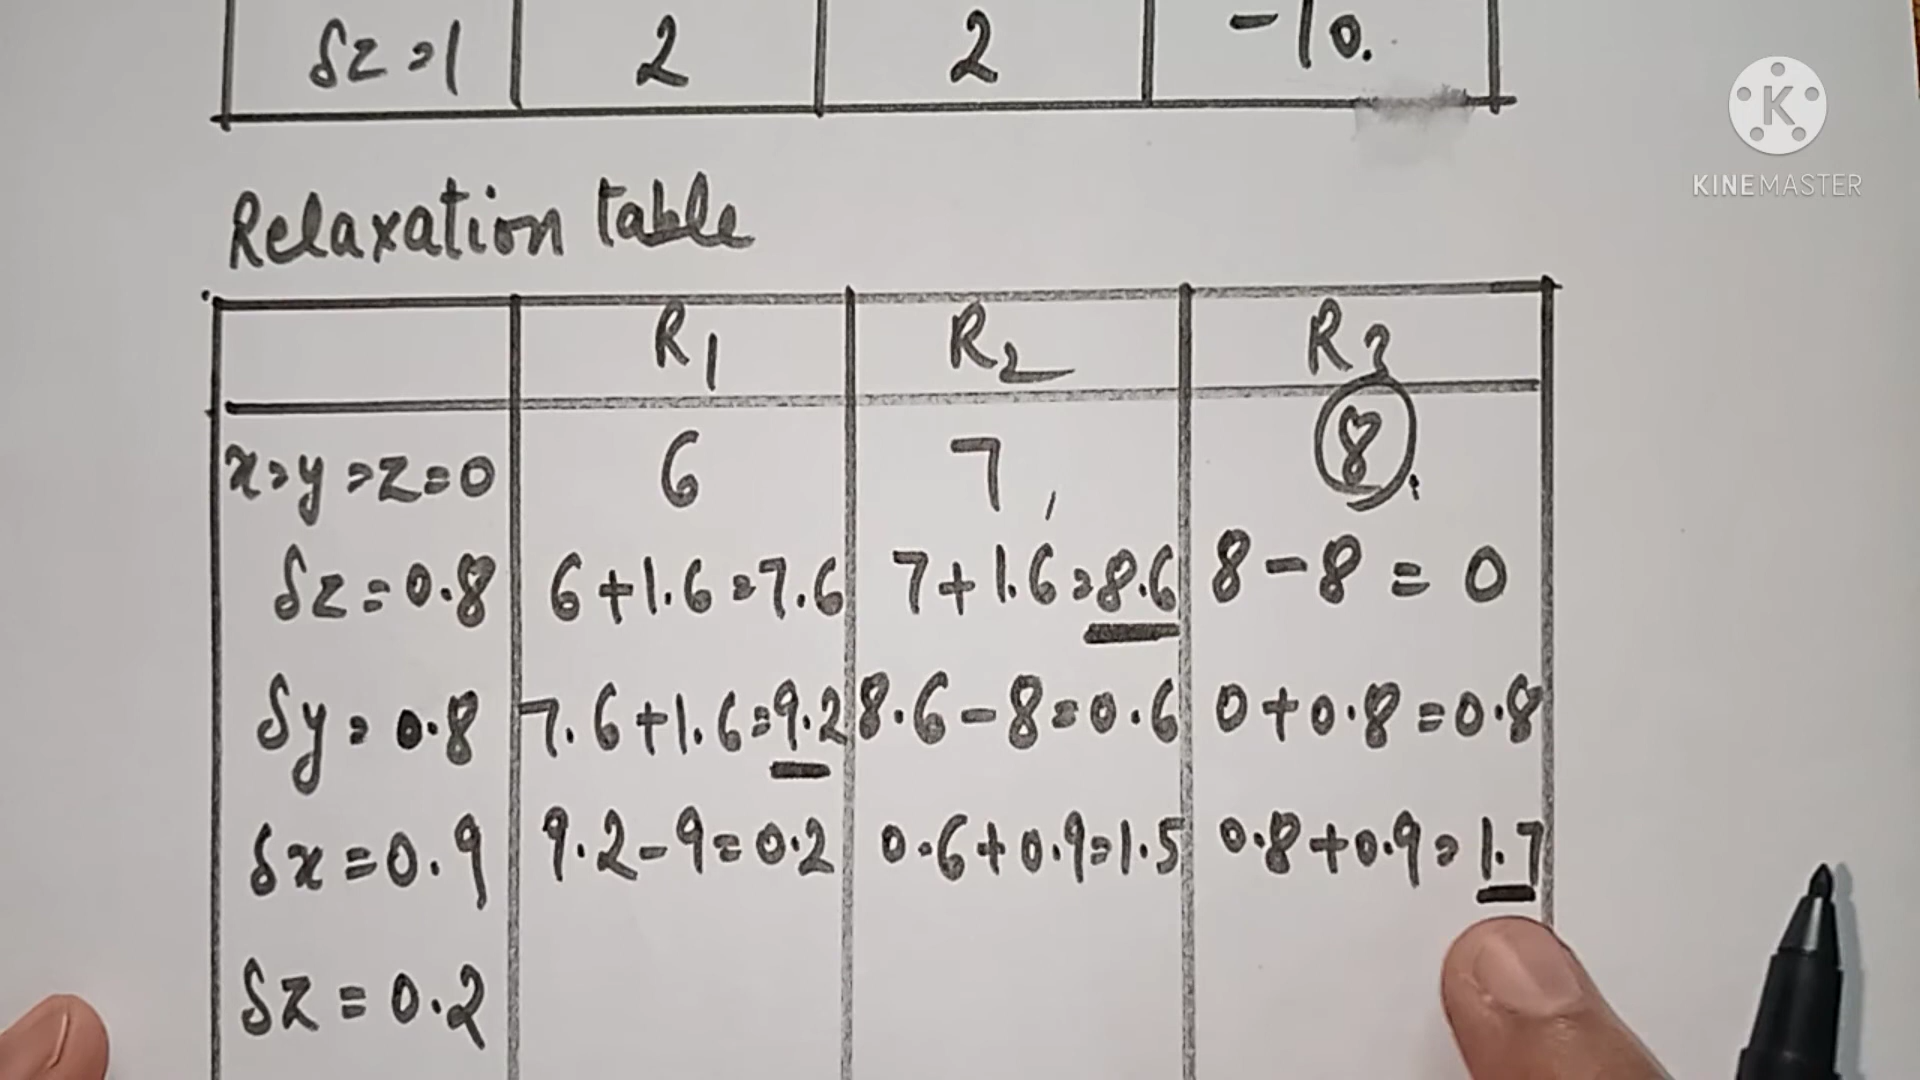 δz=1 2 2 -10.
K
KINEMASTER
Relaxation table
R1 R2 R3
x=y=z=0 6 7 8
δz=0.8 6+1.6=7.6 7+1.6=8.6 8-8=0
δy=0.8 7.6+1.6=9.2 8.6-8=0.6 0+0.8=0.8
δx=0.9 9.2-9=0.2 0.6+0.9=1.5 0.8+0.9=1.7
δz=0.2